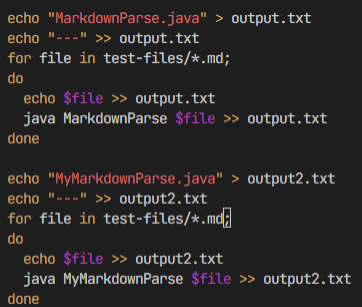 echo "MarkdownParse.java" > output.txt
echo "---" >> output.txt
for file in test-files/*.md;
do
  echo $file >> output.txt
  java MarkdownParse $file >> output.txt
done

echo "MyMarkdownParse.java" > output2.txt
echo "---" >> output2.txt
for file in test-files/*.md;
do
  echo $file >> output2.txt
  java MyMarkdownParse $file >> output2.txt
done